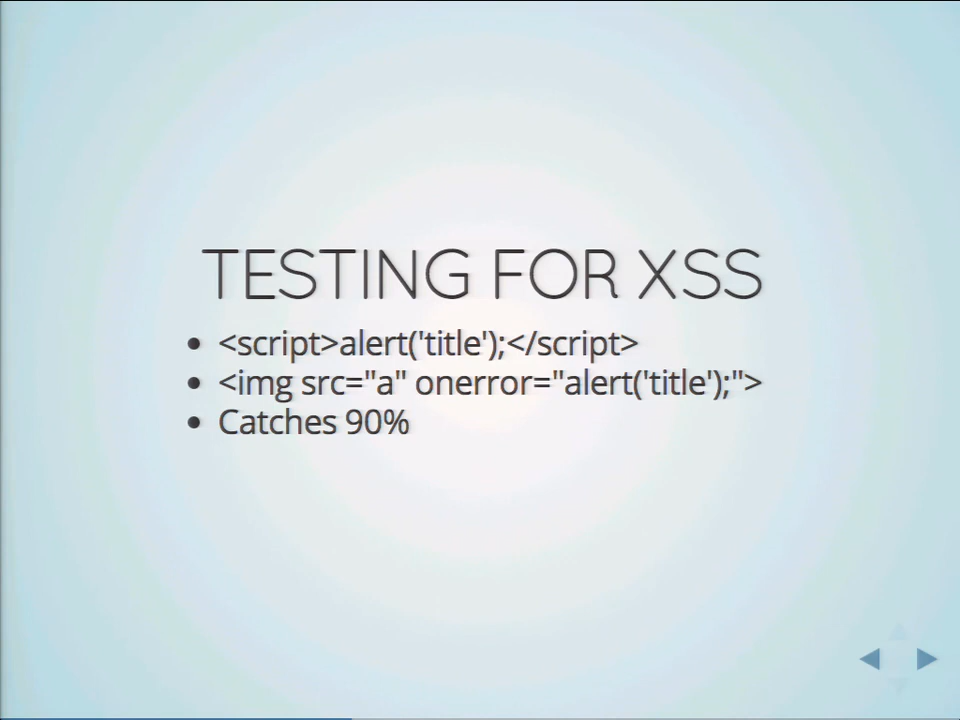 TESTING FOR XSS
• <script>alert('title');</script>
• <img src="a" onerror="alert('title');">
• Catches 90%